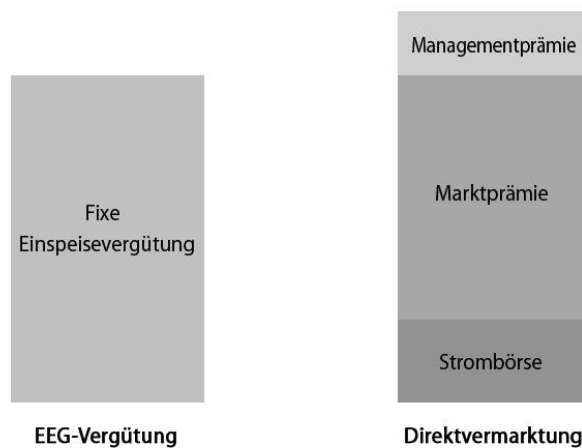 Managementprämie
Fixe
Einspeisevergütung
Marktprämie
Strombörse
EEG-Vergütung
Direktvermarktung